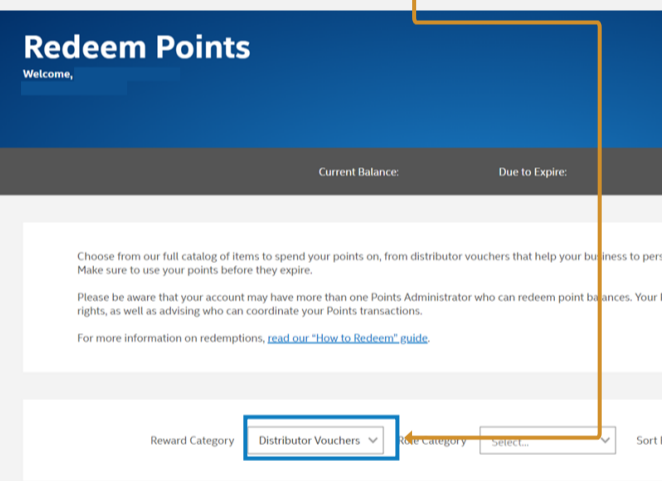 Redeem Points
Welcome,
Current Balance: Due to Expire:
Choose from our full catalog of items to spend your points on, from distributor vouchers that help your business to pers
Make sure to use your points before they expire.
Please be aware that your account may have more than one Points Administrator who can redeem point balances. Your
rights, as well as advising who can coordinate your Points transactions.
For more information on redemptions, read our "How to Redeem" guide.
Reward Category Distributor Vouchers Role Category Select... Sort